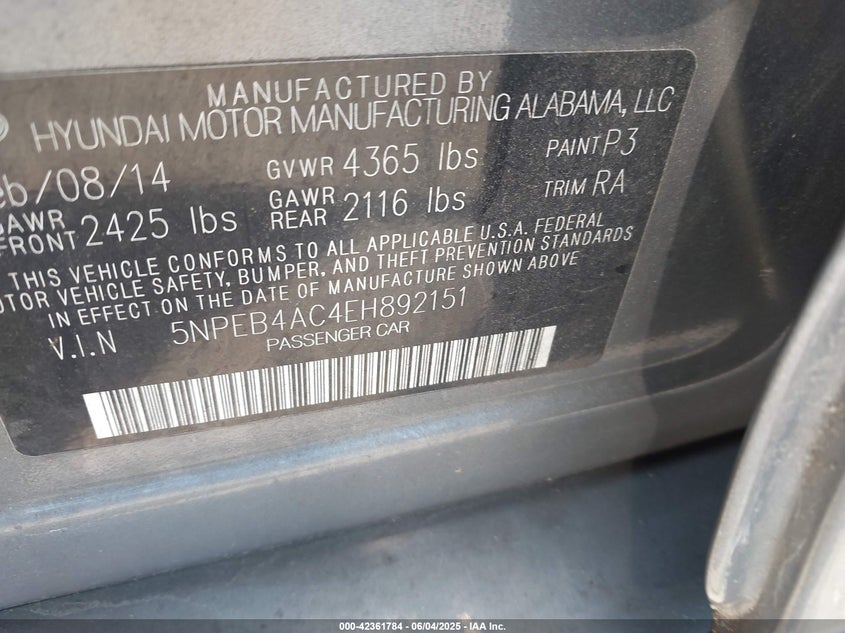 MANUFACTURED BY
HYUNDAI MOTOR MANUFACTURING ALABAMA, LLC
eb/08/14 GVWR 4365 lbs PAINT P3
GAWR FRONT 2425 lbs GAWR REAR 2116 lbs TRIM RA
THIS VEHICLE CONFORMS TO ALL APPLICABLE U.S.A. FEDERAL
MOTOR VEHICLE SAFETY, BUMPER, AND THEFT PREVENTION STANDARDS
IN EFFECT ON THE DATE OF MANUFACTURE SHOWN ABOVE
V.I.N 5NPEB4AC4EH892151
PASSENGER CAR
000-42361784 - 06/04/2025 - IAA Inc.